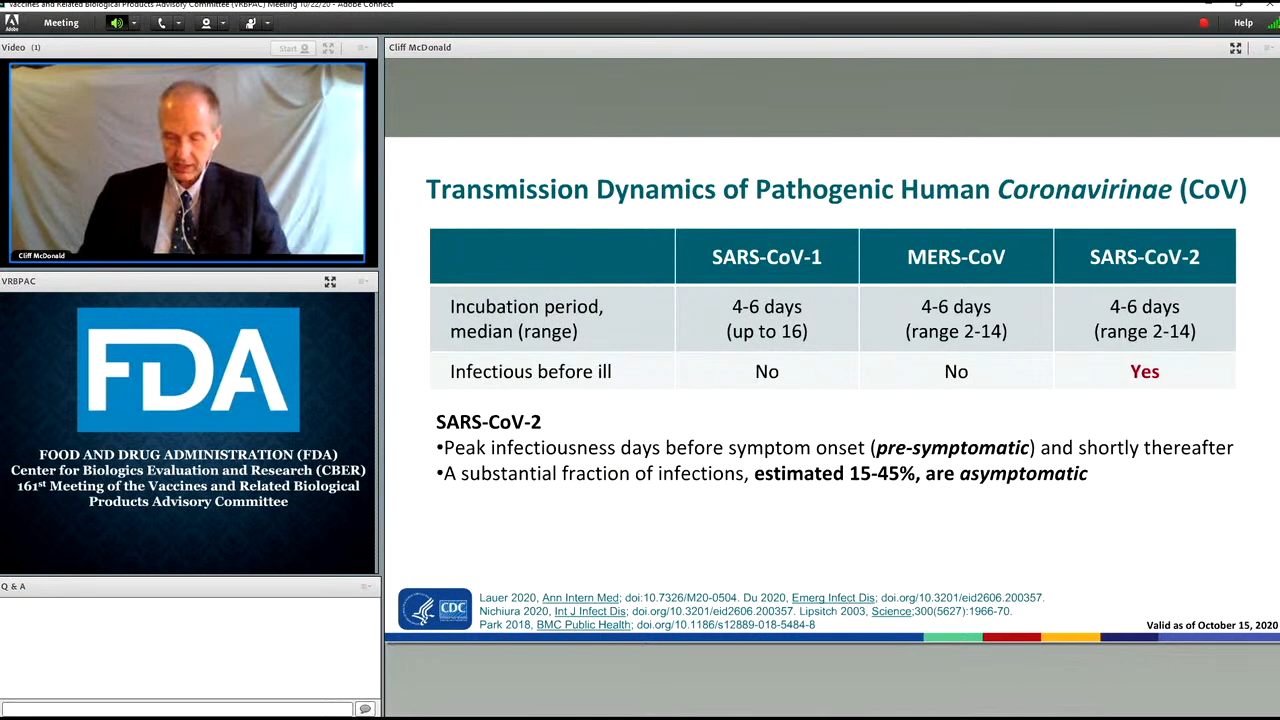 Vaccines and Related Biological Products Advisory Committee (VRBPAC) Meeting 10/22/20 - Adobe Connect
Adobe
Meeting
Help
Video (1)
Start
Cliff McDonald
Cliff McDonald
VRBPAC
FDA
FOOD AND DRUG ADMINISTRATION (FDA)
Center for Biologics Evaluation and Research (CBER)
161st Meeting of the Vaccines and Related Biological
Products Advisory Committee
Q & A
Transmission Dynamics of Pathogenic Human Coronavirinae (CoV)
SARS-CoV-1 MERS-CoV SARS-CoV-2
Incubation period, 4-6 days 4-6 days 4-6 days
median (range) (up to 16) (range 2-14) (range 2-14)
Infectious before ill No No Yes
SARS-CoV-2
•Peak infectiousness days before symptom onset (pre-symptomatic) and shortly thereafter
•A substantial fraction of infections, estimated 15-45%, are asymptomatic
CDC
Lauer 2020, Ann Intern Med; doi:10.7326/M20-0504. Du 2020, Emerg Infect Dis; doi.org/10.3201/eid2606.200357.
Nichiura 2020, Int J Infect Dis; doi.org/10.3201/eid2606.200357. Lipsitch 2003, Science;300(5627):1966-70.
Park 2018, BMC Public Health; doi.org/10.1186/s12889-018-5484-8
Valid as of October 15, 2020